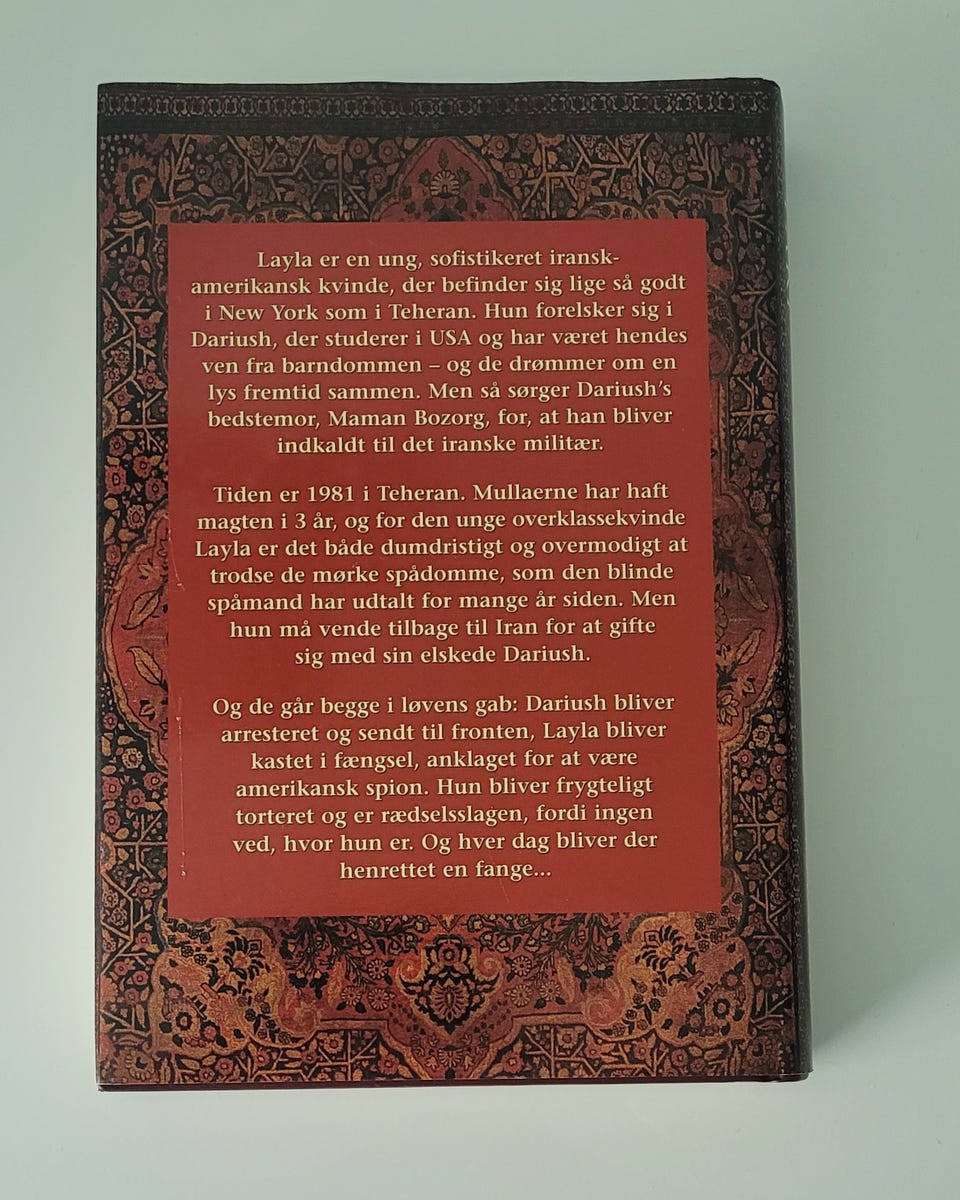 Layla er en ung, sofistikeret iransk-
amerikansk kvinde, der befinder sig lige så godt
i New York som i Teheran. Hun forelsker sig i
Dariush, der studerer i USA og har været hendes
ven fra barndommen – og de drømmer om en
lys fremtid sammen. Men så sørger Dariush's
bedstemor, Maman Bozorg, for, at han bliver
indkaldt til det iranske militær.
Tiden er 1981 i Teheran. Mullaerne har haft
magten i 3 år, og for den unge overklassekvinde
Layla er det både dumdristigt og overmodigt at
trodse de mørke spådomme, som den blinde
spåmand har udtalt for mange år siden. Men
hun må vende tilbage til Iran for at gifte
sig med sin elskede Dariush.
Og de går begge i løvens gab: Dariush bliver
arresteret og sendt til fronten, Layla bliver
kastet i fængsel, anklaget for at være
amerikansk spion. Hun bliver frygteligt
torteret og er rædselsslagen, fordi ingen
ved, hvor hun er. Og hver dag bliver der
henrettet en fange...